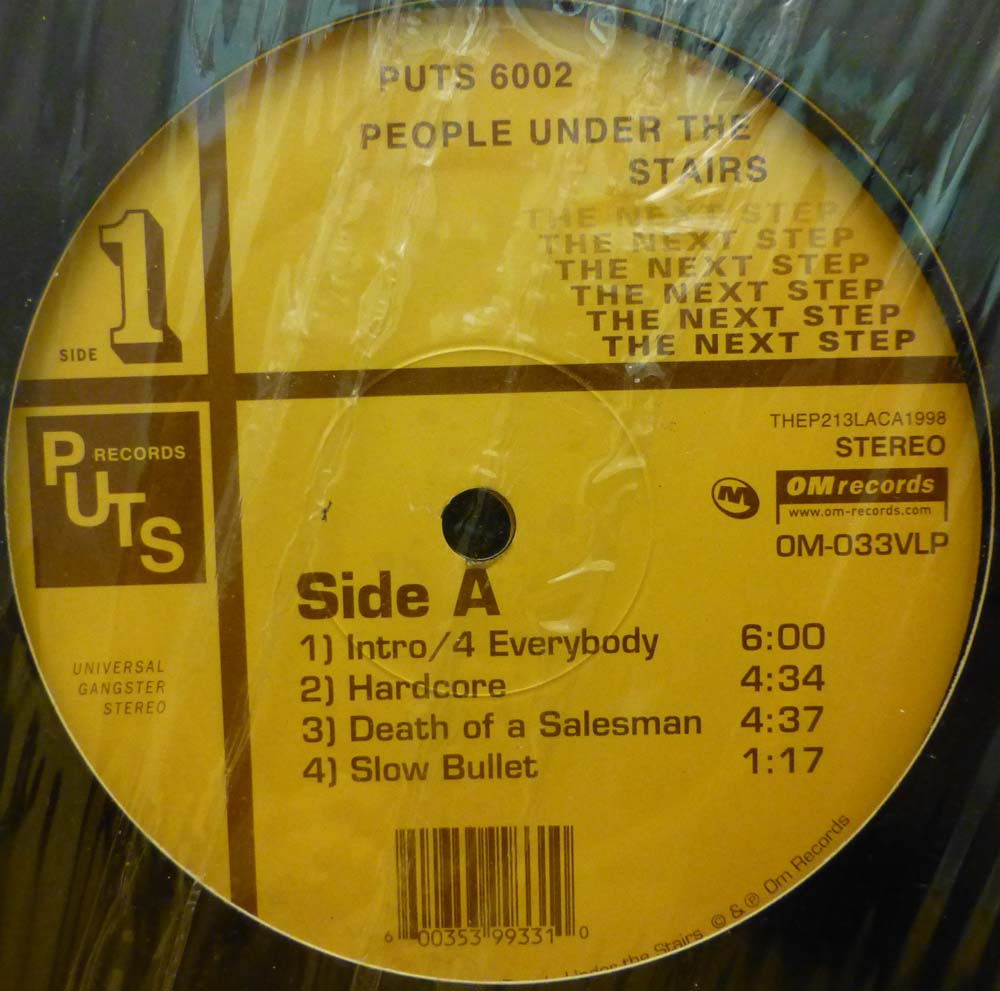 PUTS 6002
PEOPLE UNDER THE
STAIRS
THE NEXT STEP
THE NEXT STEP
THE NEXT STEP
THE NEXT STEP
THE NEXT STEP
THE NEXT STEP
SIDE 1
PUTS RECORDS
UNIVERSAL
GANGSTER
STEREO
THEP213LACA1998
STEREO
M
OMrecords
www.om-records.com
OM-033VLP
Side A
1) Intro/4 Everybody 6:00
2) Hardcore 4:34
3) Death of a Salesman 4:37
4) Slow Bullet 1:17
6 00353 99331 0
Under the Stairs © & ℗ Om Records